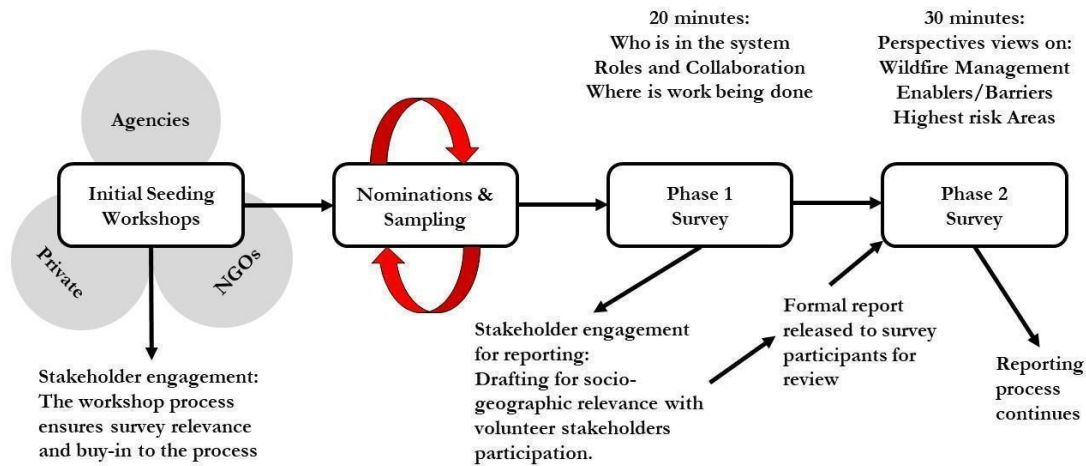 20 minutes:
Who is in the system
Roles and Collaboration
Where is work being done
30 minutes:
Perspectives views on:
Wildfire Management
Enablers/Barriers
Highest risk Areas
Agencies
Private
NGOs
Initial Seeding
Workshops
Nominations &
Sampling
Phase 1
Survey
Phase 2
Survey
Stakeholder engagement:
The workshop process
ensures survey relevance
and buy-in to the process
Stakeholder engagement
for reporting:
Drafting for socio-
geographic relevance with
volunteer stakeholders
participation.
Formal report
released to survey
participants for
review
Reporting
process
continues